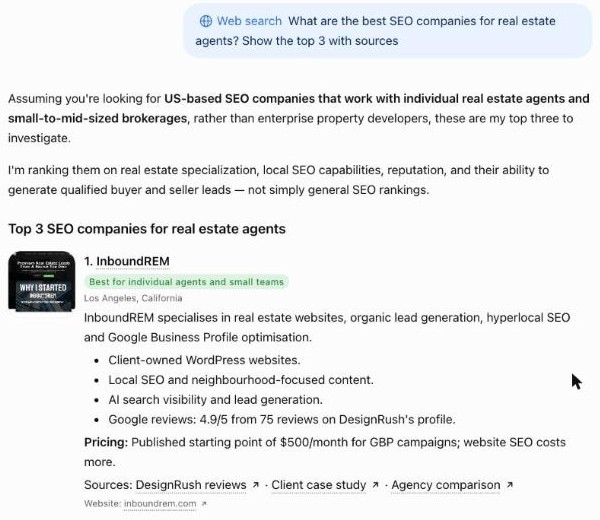 Web search What are the best SEO companies for real estate
agents? Show the top 3 with sources
Assuming you're looking for US-based SEO companies that work with individual real estate agents and
small-to-mid-sized brokerages, rather than enterprise property developers, these are my top three to
investigate.
I'm ranking them on real estate specialization, local SEO capabilities, reputation, and their ability to
generate qualified buyer and seller leads — not simply general SEO rankings.
Top 3 SEO companies for real estate agents
WHY I STARTED
1. InboundREM
Best for individual agents and small teams
Los Angeles, California
InboundREM specialises in real estate websites, organic lead generation, hyperlocal SEO
and Google Business Profile optimisation.
• Client-owned WordPress websites.
• Local SEO and neighbourhood-focused content.
• AI search visibility and lead generation.
• Google reviews: 4.9/5 from 75 reviews on DesignRush's profile.
Pricing: Published starting point of $500/month for GBP campaigns; website SEO costs
more.
Sources: DesignRush reviews ↗ · Client case study ↗ · Agency comparison ↗
Website: inboundrem.com ↗